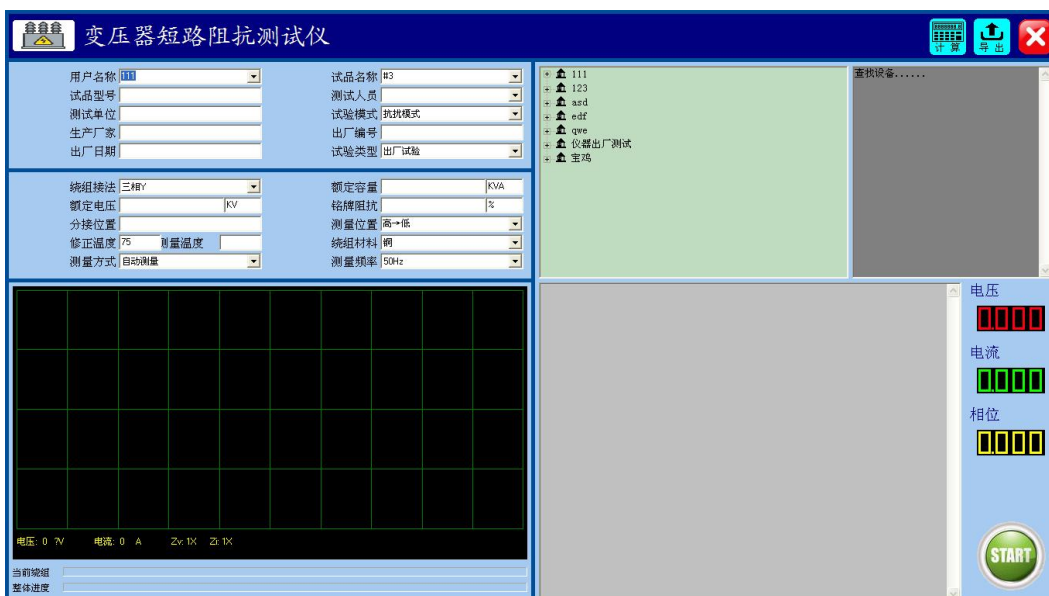 变压器短路阻抗测试仪
计算 导出
用户名称 111 试品名称 #3
试品型号 测试人员
测试单位 试验模式 抗扰模式
生产厂家 出厂编号
出厂日期 试验类型 出厂试验
绕组接法 三相Y 额定容量 KVA
额定电压 KV 铭牌阻抗 %
分接位置 测量位置 高→低
修正温度 75 测量温度 绕组材料 铜
测量方式 自动测量 测量频率 50Hz
111
123
asd
edf
qwe
仪器出厂测试
宝鸡
查找设备......
电压
0.000
电流
0.000
相位
0.000
START
电压: 0 ?V 电流: 0 A Zv: 1X Zi: 1X
当前绕组
整体进度